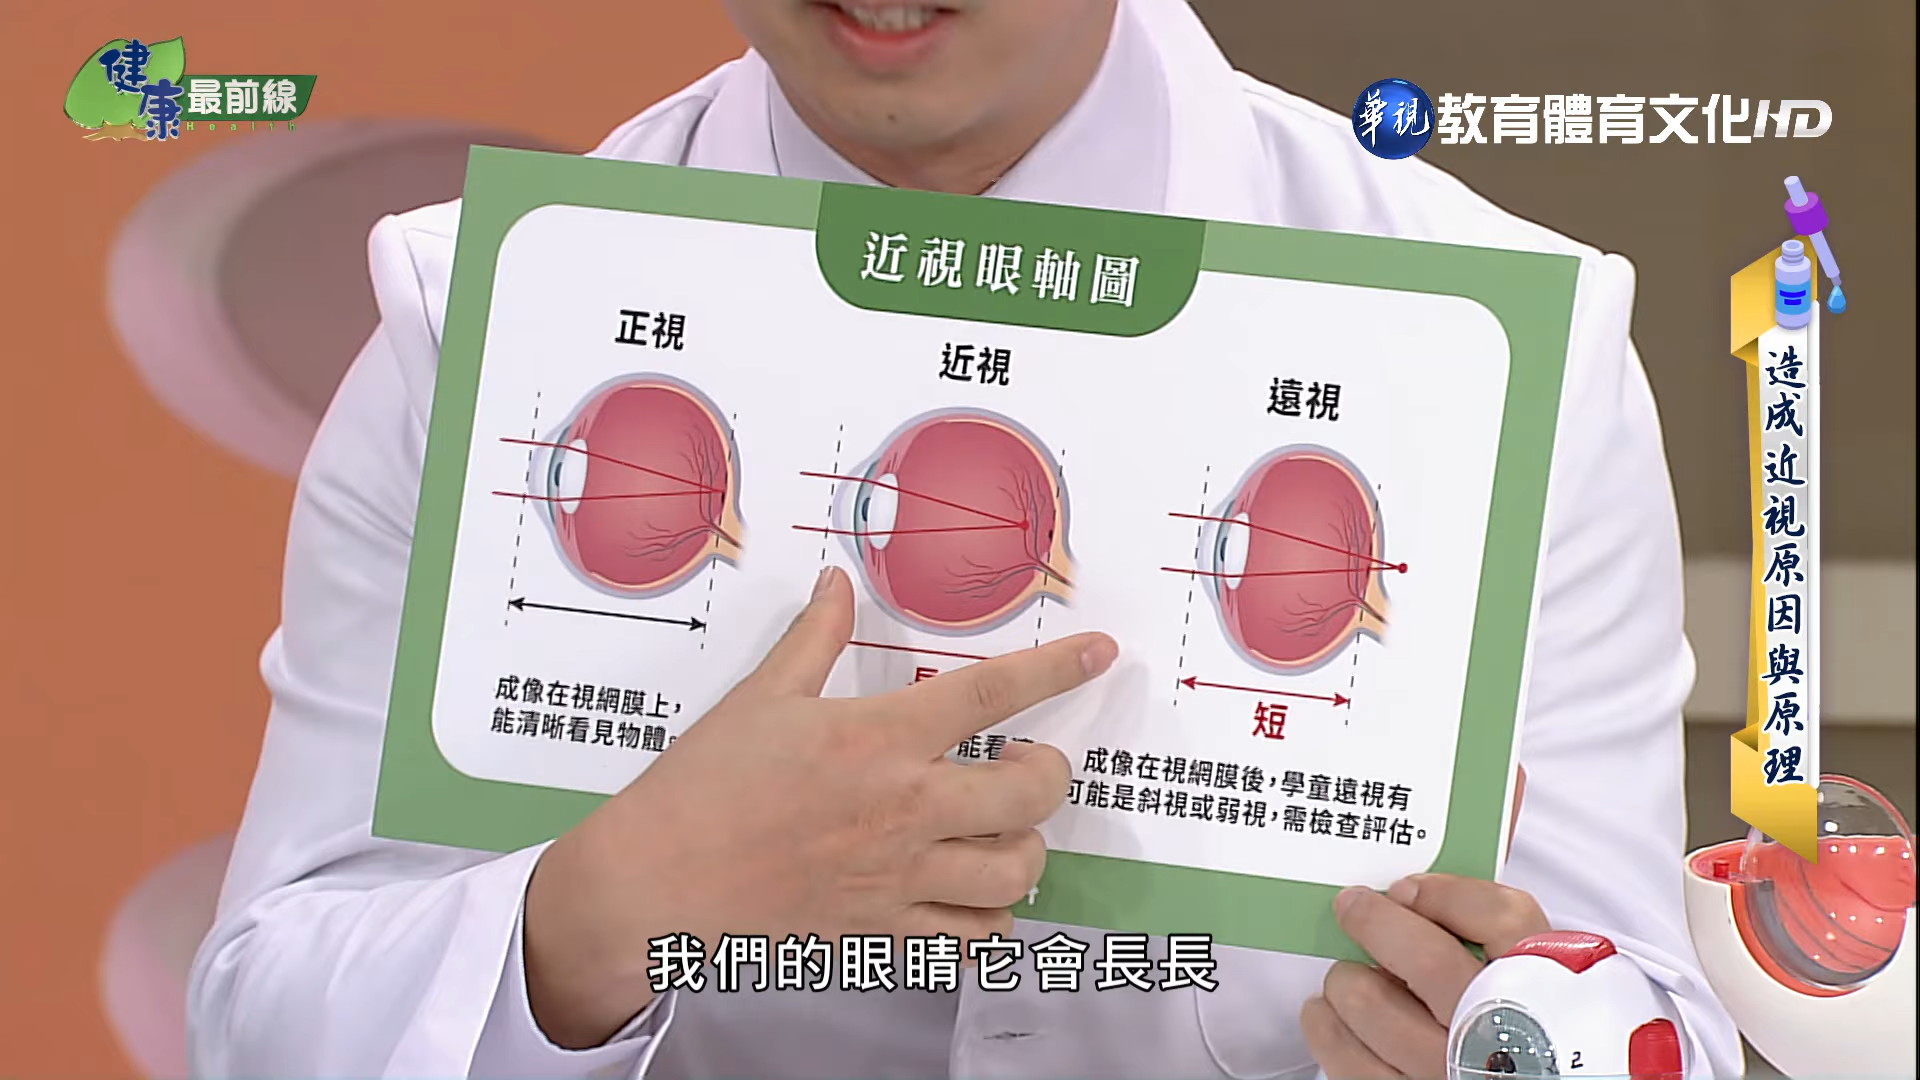 健康最前線
Health
華視 教育體育文化HD
近視眼軸圖
正視
近視
遠視
成像在視網膜上，
能清晰看見物體。
能看
短
成像在視網膜後，學童遠視有
可能是斜視或弱視，需檢查評估。
造成近視原因與原理
我們的眼睛它會長長
2